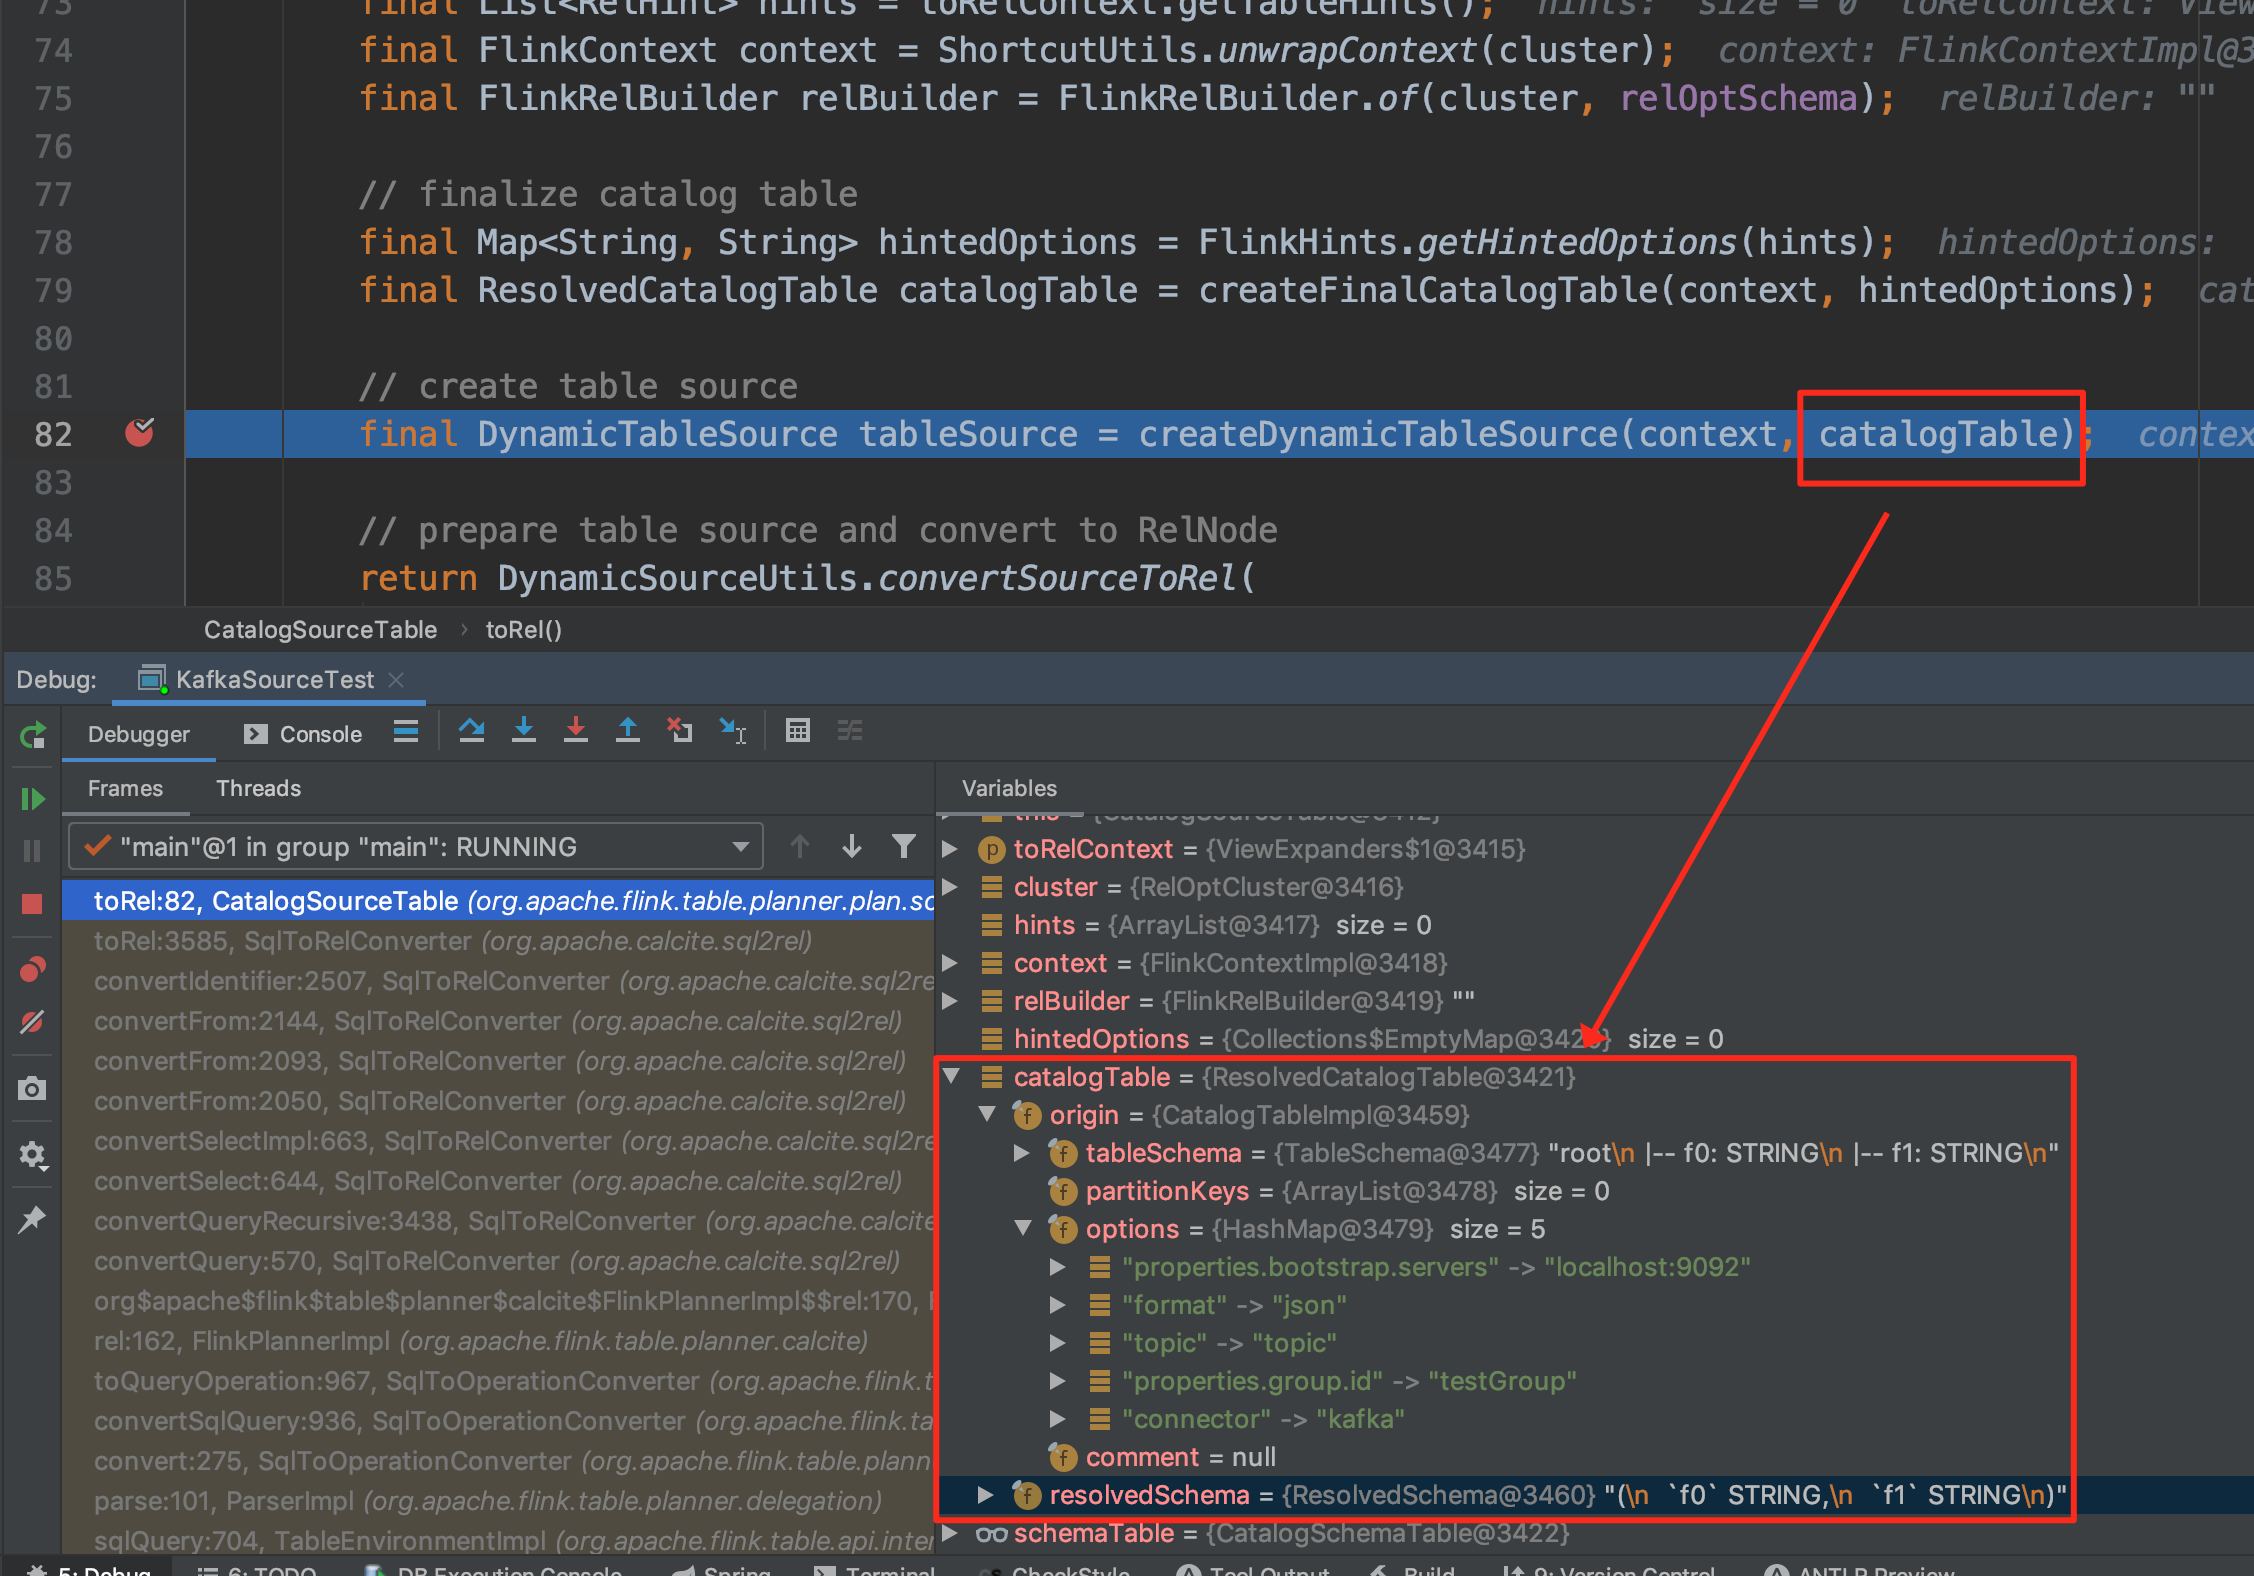 73 final List<RelHint> hints = toRelContext.getTableHints(); hints: size = 0 toRelContext: View
74 final FlinkContext context = ShortcutUtils.unwrapContext(cluster); context: FlinkContextImpl@3
75 final FlinkRelBuilder relBuilder = FlinkRelBuilder.of(cluster, relOptSchema); relBuilder: ""
76
77 // finalize catalog table
78 final Map<String, String> hintedOptions = FlinkHints.getHintedOptions(hints); hintedOptions:
79 final ResolvedCatalogTable catalogTable = createFinalCatalogTable(context, hintedOptions); cat
80
81 // create table source
82 final DynamicTableSource tableSource = createDynamicTableSource(context, catalogTable); contex
83
84 // prepare table source and convert to RelNode
85 return DynamicSourceUtils.convertSourceToRel(
CatalogSourceTable › toRel()
Debug: KafkaSourceTest
Debugger Console
Frames Threads
"main"@1 in group "main": RUNNING
toRel:82, CatalogSourceTable (org.apache.flink.table.planner.plan.sc
toRel:3585, SqlToRelConverter (org.apache.calcite.sql2rel)
convertIdentifier:2507, SqlToRelConverter (org.apache.calcite.sql2re
convertFrom:2144, SqlToRelConverter (org.apache.calcite.sql2rel)
convertFrom:2093, SqlToRelConverter (org.apache.calcite.sql2rel)
convertFrom:2050, SqlToRelConverter (org.apache.calcite.sql2rel)
convertSelectImpl:663, SqlToRelConverter (org.apache.calcite.sql2re
convertSelect:644, SqlToRelConverter (org.apache.calcite.sql2rel)
convertQueryRecursive:3438, SqlToRelConverter (org.apache.calcite
convertQuery:570, SqlToRelConverter (org.apache.calcite.sql2rel)
org$apache$flink$table$planner$calcite$FlinkPlannerImpl$$rel:170, F
rel:162, FlinkPlannerImpl (org.apache.flink.table.planner.calcite)
toQueryOperation:967, SqlToOperationConverter (org.apache.flink.t
convertSqlQuery:936, SqlToOperationConverter (org.apache.flink.ta
convert:275, SqlToOperationConverter (org.apache.flink.table.plann
parse:101, ParserImpl (org.apache.flink.table.planner.delegation)
sqlQuery:704, TableEnvironmentImpl (org.apache.flink.table.api.inter
Variables
this = {CatalogSourceTable@3412}
toRelContext = {ViewExpanders$1@3415}
cluster = {RelOptCluster@3416}
hints = {ArrayList@3417} size = 0
context = {FlinkContextImpl@3418}
relBuilder = {FlinkRelBuilder@3419} ""
hintedOptions = {Collections$EmptyMap@3420} size = 0
catalogTable = {ResolvedCatalogTable@3421}
origin = {CatalogTableImpl@3459}
tableSchema = {TableSchema@3477} "root\n |-- f0: STRING\n |-- f1: STRING\n"
partitionKeys = {ArrayList@3478} size = 0
options = {HashMap@3479} size = 5
"properties.bootstrap.servers" -> "localhost:9092"
"format" -> "json"
"topic" -> "topic"
"properties.group.id" -> "testGroup"
"connector" -> "kafka"
comment = null
resolvedSchema = {ResolvedSchema@3460} "(\n `f0` STRING,\n `f1` STRING\n)"
schemaTable = {CatalogSchemaTable@3422}
5: Debug 6: TODO DB Execution Console Spring Terminal CheckStyle Tool Output Build 9: Version Control ANTLR Preview